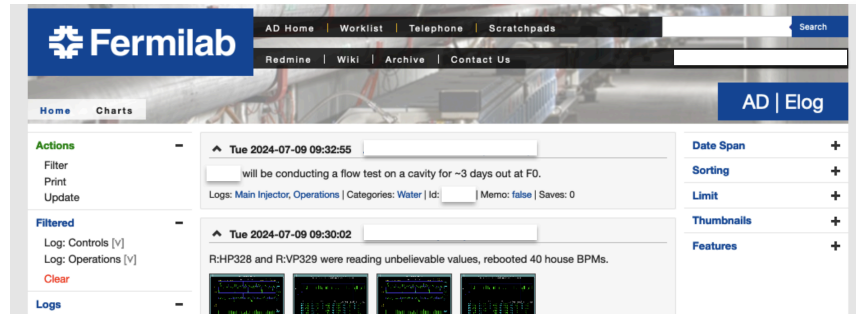 Fermilab
AD Home | Worklist | Telephone | Scratchpads
Search
Redmine | Wiki | Archive | Contact Us
AD | Elog
Home Charts
Actions
Filter
Print
Update
Filtered
Log: Controls [V]
Log: Operations [V]
Clear
Logs
Tue 2024-07-09 09:32:55
will be conducting a flow test on a cavity for ~3 days out at F0.
Logs: Main Injector, Operations | Categories: Water | Id: | Memo: false | Saves: 0
Tue 2024-07-09 09:30:02
R:HP328 and R:VP329 were reading unbelievable values, rebooted 40 house BPMs.
Date Span
Sorting
Limit
Thumbnails
Features